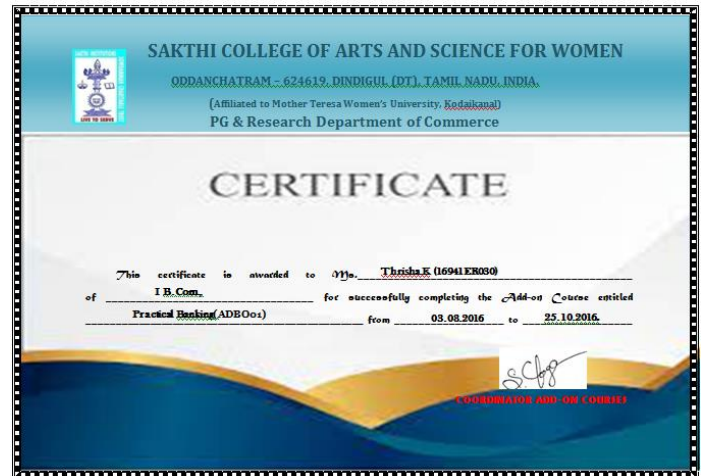 SAKTHI COLLEGE OF ARTS AND SCIENCE FOR WOMEN
ODDANCHATRAM – 624619, DINDIGUL (DT), TAMIL NADU, INDIA.
(Affiliated to Mother Teresa Women's University, Kodaikanal)
PG & Research Department of Commerce
LIVE TO SERVE
CERTIFICATE
This certificate is awarded to Ms. Thrisha.K (16941ER030)
of I B.Com., for successfully completing the Add-on Course entitled
Practical Banking(ADBO01) from 03.08.2016 to 25.10.2016.
COORDINATOR ADD-ON COURSES